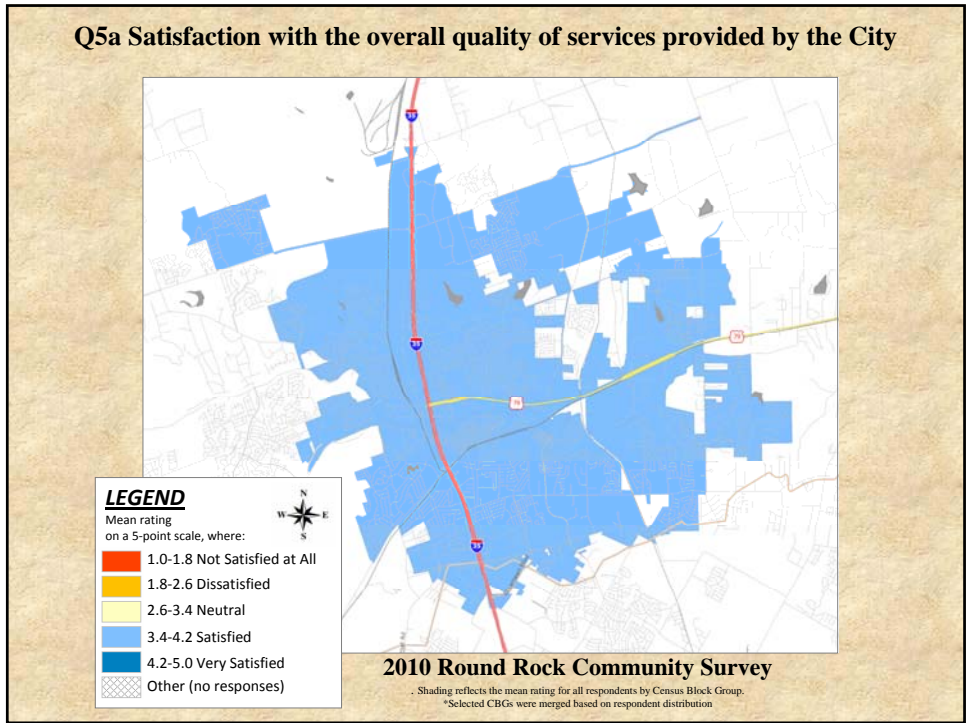 Q5a Satisfaction with the overall quality of services provided by the City
35
35
79
79
35
LEGEND
Mean rating
on a 5-point scale, where:
N
W E
S
1.0-1.8 Not Satisfied at All
1.8-2.6 Dissatisfied
2.6-3.4 Neutral
3.4-4.2 Satisfied
4.2-5.0 Very Satisfied
Other (no responses)
2010 Round Rock Community Survey
. Shading reflects the mean rating for all respondents by Census Block Group.
*Selected CBGs were merged based on respondent distribution